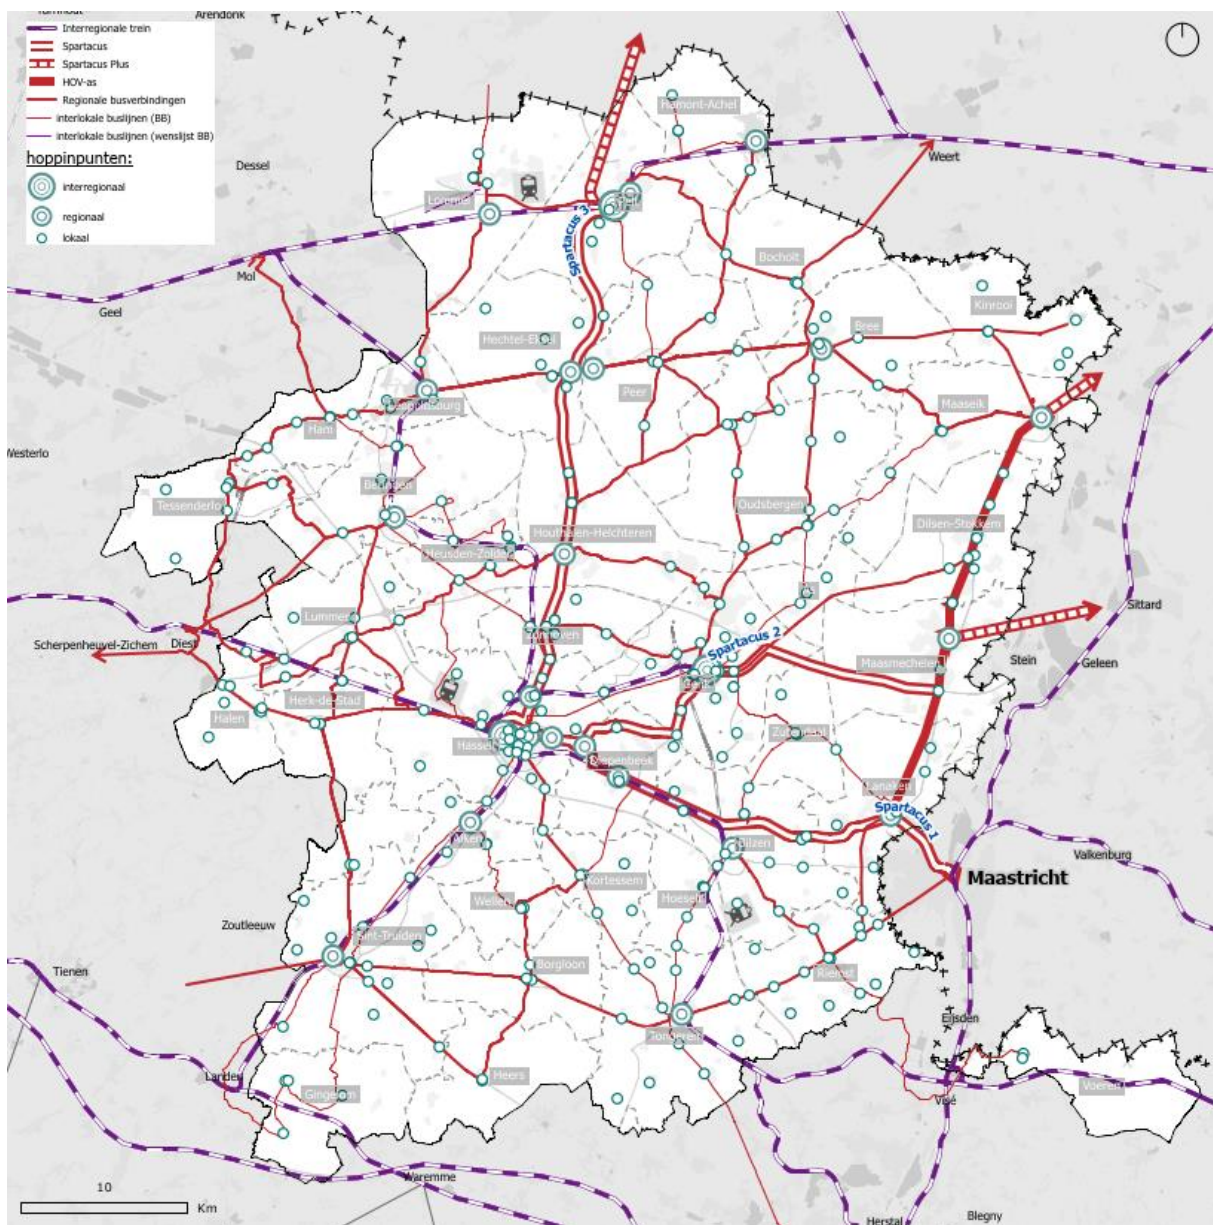 Turnhout
Arendonk
Interregionale trein
Spartacus
Spartacus Plus
HOV-as
Regionale busverbindingen
interlokale buslijnen (BB)
interlokale buslijnen (wenslijst BB)
hoppinpunten:
interregionaal
regionaal
lokaal
Hamont-Achel
Dessel
Weert
Lommel
Spartacus 3
Mol
Bocholt
Geel
Kinrooi
Hechtel-Eksel
Bree
Peer
Maaseik
Leopoldsburg
Ham
Westerlo
Beringen
Tessenderlo
Oudsbergen
Dilsen-Stokkem
Houthalen-Helchteren
Heusden-Zolder
Sittard
Lummen
Zonhoven
Spartacus 2
Scherpenheuvel-Zichem
Diest
Maasmechelen
Stein
Geleen
Genk
Herk-de-Stad
Halen
Zutendaal
Hasselt
Diepenbeek
Lanaken
Spartacus 1
Alken
Bilzen
Valkenburg
Maastricht
Kortessem
Wellen
Hoeselt
Zoutleeuw
Sint-Truiden
Tienen
Borgloon
Riemst
Eijsden
Tongeren
Landen
Heers
Gingelom
Voeren
Visé
Waremme
10
Km
Herstal
Blegny